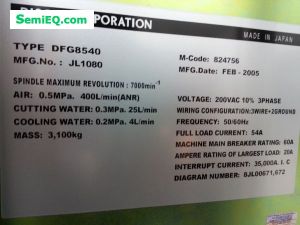 SemiEQ.com
CORPORATION
MADE IN JAPAN
TYPE DFG8540
MFG.No. : JL1080
M-Code: 824756
MFG.Date: FEB-2005
SPINDLE MAXIMUM REVOLUTION : 7000min⁻¹
AIR: 0.5MPa. 400L/min(ANR)
CUTTING WATER: 0.3MPa. 25L/min
COOLING WATER: 0.2MPa. 4L/min
MASS: 3,100kg
VOLTAGE: 200VAC 10% 3PHASE
WIRING CONFIGURATION:3WIRE+2GROUND
FREQUENCY: 50/60Hz
FULL LOAD CURRENT: 54A
MACHINE MAIN BREAKER RATING: 60A
AMPERE RATING OF LARGEST LOAD: 20A
INTERRUPT CURRENT: 35,000A. I. C
DIAGRAM NUMBER: 8JL00671,672